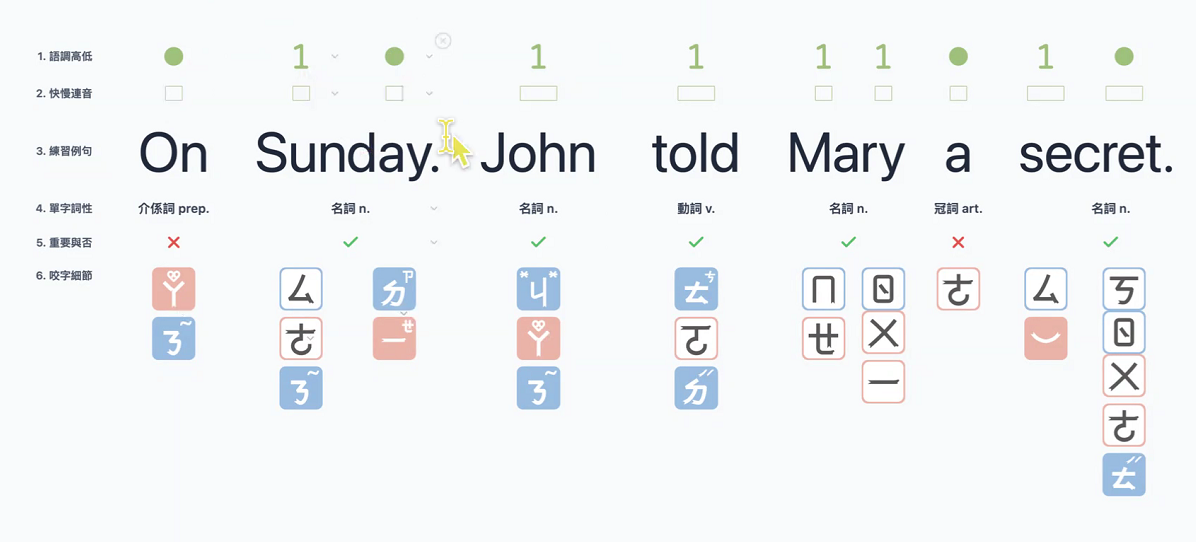 1. 語調高低 1 1 1 1 1 1
2. 快慢連音
3. 練習例句 On Sunday. John told Mary a secret.
4. 單字詞性 介係詞 prep. 名詞 n. 名詞 n. 動詞 v. 名詞 n. 冠詞 art. 名詞 n.
5. 重要與否
6. 咬字細節 ㄚ ㄙ ㄌ ㄗ ㄐ ㄚ ㄊ ㄘ ㄇ ㄖ ㄜ ㄙ ㄎ
ㄋ ㄜ ㄧ ㄝ ㄚ ㄛ ㄝ ㄨ ㄖ
ㄋ ㄋ ㄌ ㄧ ㄨ
ㄜ
ㄊ